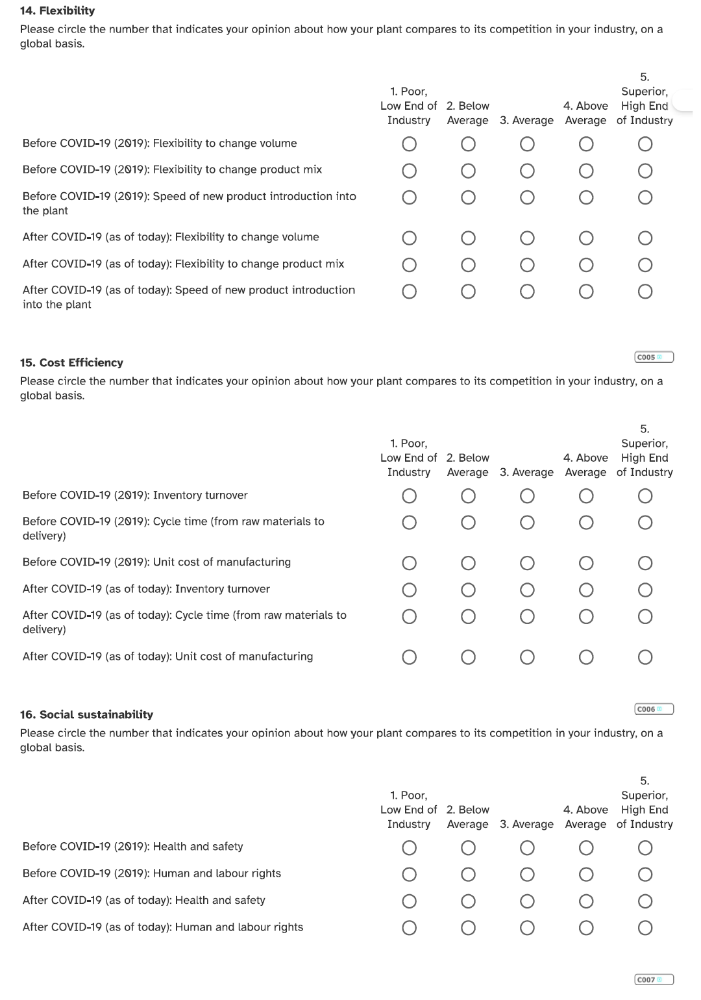 14. Flexibility
Please circle the number that indicates your opinion about how your plant compares to its competition in your industry, on a
global basis.
1. Poor,
Low End of
Industry
2. Below
Average
3. Average
4. Above
Average
5.
Superior,
High End
of Industry
Before COVID-19 (2019): Flexibility to change volume
Before COVID-19 (2019): Flexibility to change product mix
Before COVID-19 (2019): Speed of new product introduction into
the plant
After COVID-19 (as of today): Flexibility to change volume
After COVID-19 (as of today): Flexibility to change product mix
After COVID-19 (as of today): Speed of new product introduction
into the plant
C005
15. Cost Efficiency
Please circle the number that indicates your opinion about how your plant compares to its competition in your industry, on a
global basis.
1. Poor,
Low End of
Industry
2. Below
Average
3. Average
4. Above
Average
5.
Superior,
High End
of Industry
Before COVID-19 (2019): Inventory turnover
Before COVID-19 (2019): Cycle time (from raw materials to
delivery)
Before COVID-19 (2019): Unit cost of manufacturing
After COVID-19 (as of today): Inventory turnover
After COVID-19 (as of today): Cycle time (from raw materials to
delivery)
After COVID-19 (as of today): Unit cost of manufacturing
C006
16. Social sustainability
Please circle the number that indicates your opinion about how your plant compares to its competition in your industry, on a
global basis.
1. Poor,
Low End of
Industry
2. Below
Average
3. Average
4. Above
Average
5.
Superior,
High End
of Industry
Before COVID-19 (2019): Health and safety
Before COVID-19 (2019): Human and labour rights
After COVID-19 (as of today): Health and safety
After COVID-19 (as of today): Human and labour rights
C007